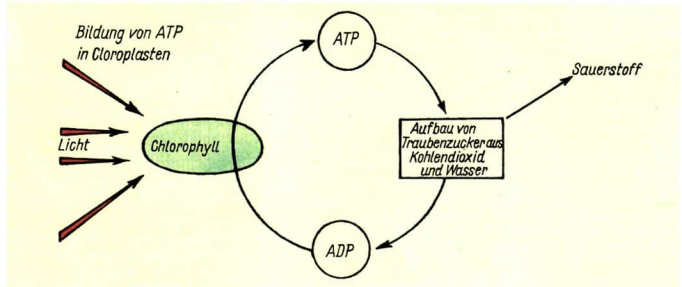 Bildung von ATP
in Cloroplasten
ATP
Sauerstoff
Licht
Chlorophyll
Aufbau von
Traubenzucker aus
Kohlendioxid
und Wasser
ADP